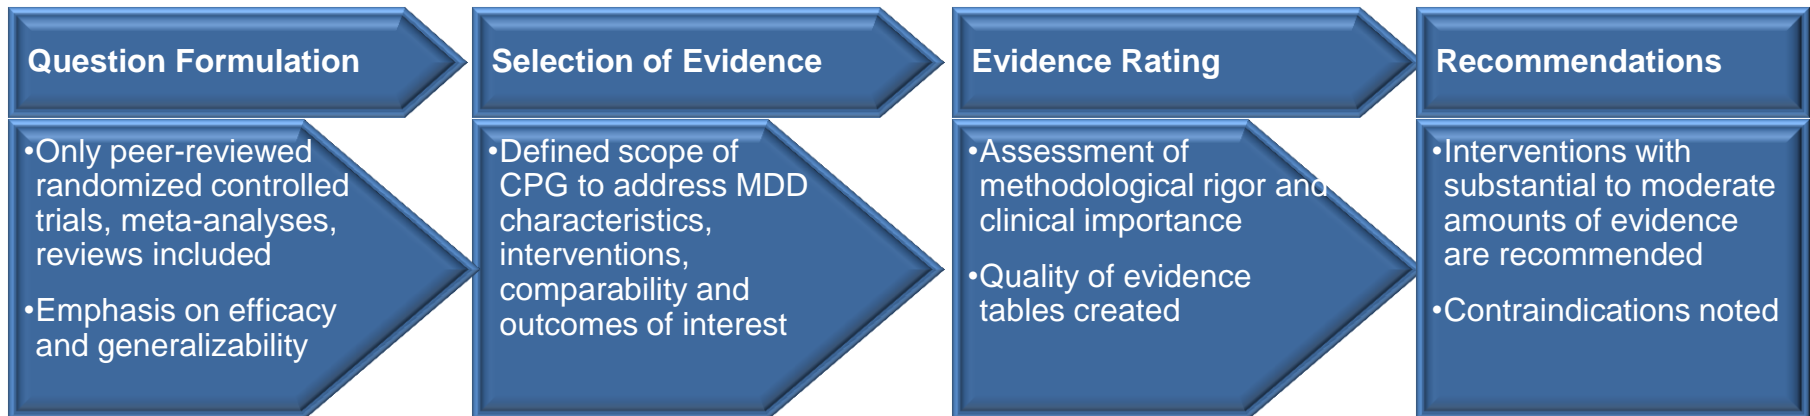 Question Formulation
•Only peer-reviewed
randomized controlled
trials, meta-analyses,
reviews included
•Emphasis on efficacy
and generalizability
Selection of Evidence
•Defined scope of
CPG to address MDD
characteristics,
interventions,
comparability and
outcomes of interest
Evidence Rating
•Assessment of
methodological rigor and
clinical importance
•Quality of evidence
tables created
Recommendations
•Interventions with
substantial to moderate
amounts of evidence
are recommended
•Contraindications noted